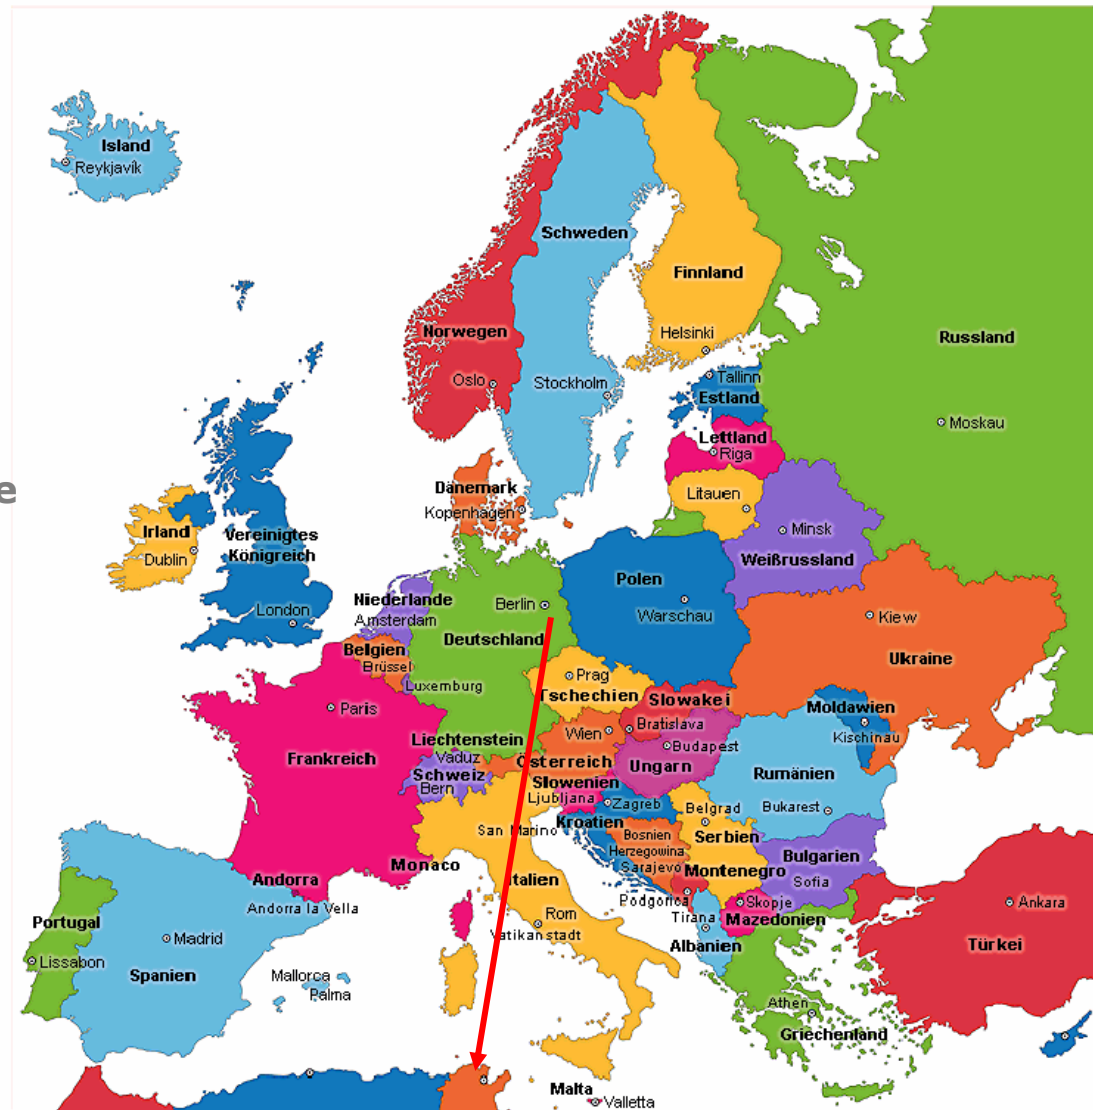 Island
Reykjavík
Schweden
Finnland
Norwegen
Helsinki
Russland
Oslo
Stockholm
Tallinn
Estland
Moskau
Lettland
Riga
e
Dänemark
Kopenhagen
Litauen
Irland
Dublin
Vereinigtes
Königreich
Minsk
Weißrussland
London
Niederlande
Amsterdam
Berlin
Deutschland
Polen
Warschau
Kiew
Ukraine
Belgien
Brüssel
Luxemburg
Prag
Tschechien
Paris
Frankreich
Slowakei
Bratislava
Moldawien
Kischinau
Liechtenstein
Vaduz
Schweiz
Bern
Wien
Österreich
Budapest
Ungarn
Rumänien
Bukarest
Slowenien
Ljubljana
Zagreb
Kroatien
San Marino
Belgrad
Serbien
Bosnien
Herzegowina
Sarajevo
Montenegro
Podgorica
Bulgarien
Sofia
Monaco
Italien
Andorra
Andorra la Vella
Rom
Vatikanstadt
Skopje
Mazedonien
Tirana
Albanien
Ankara
Türkei
Portugal
Lissabon
Madrid
Spanien
Mallorca
Palma
Athen
Griechenland
Malta
Valletta